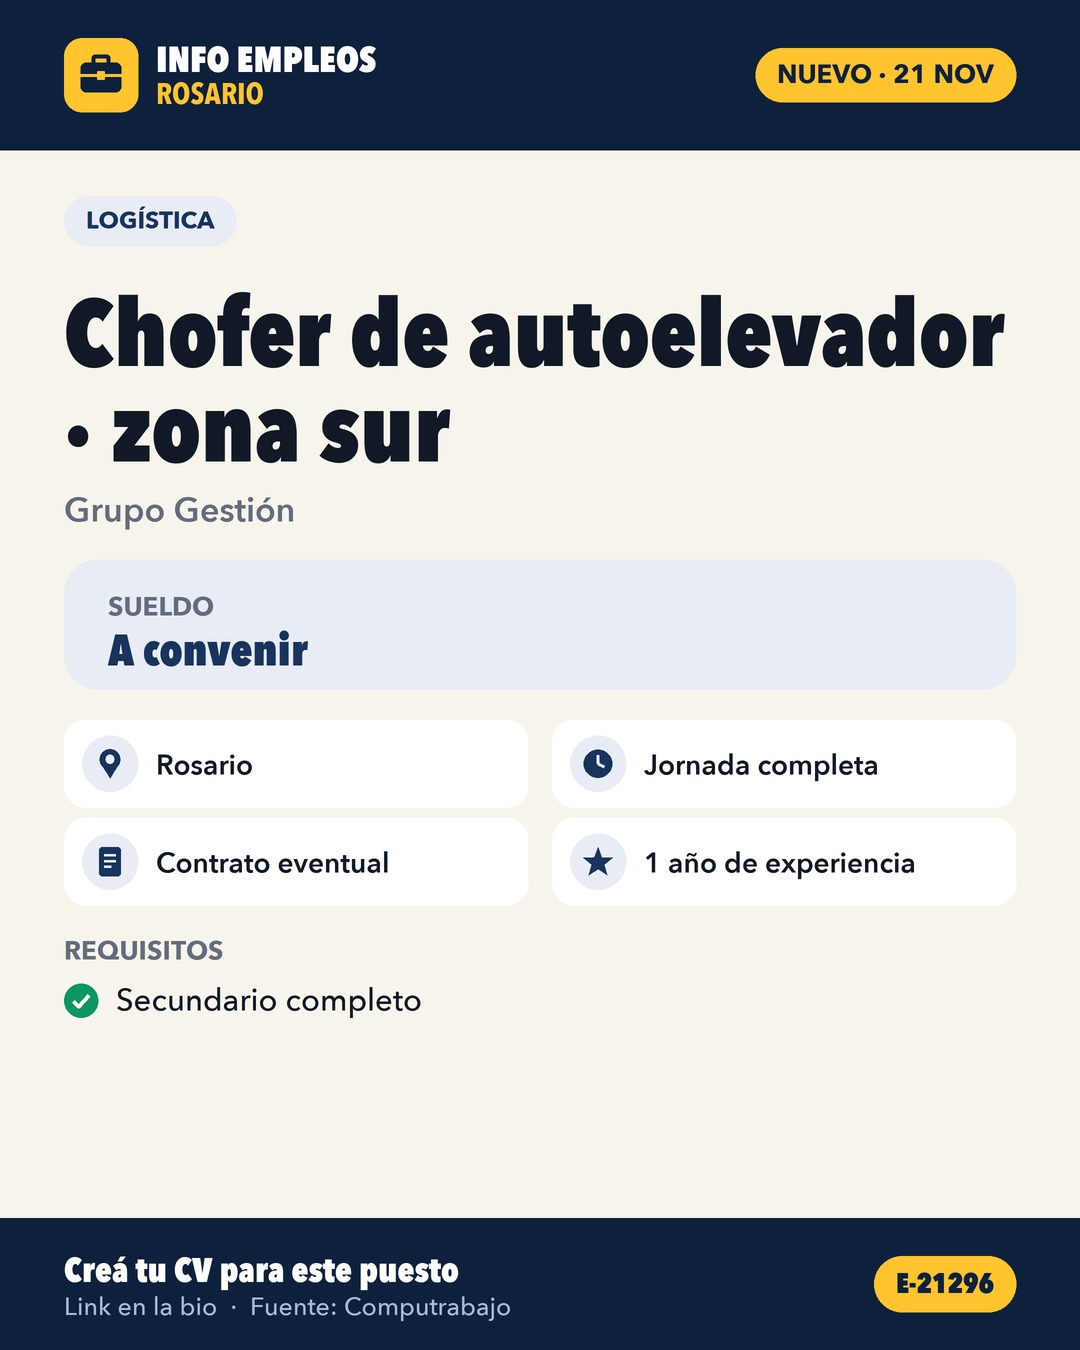 INFO EMPLEOS
ROSARIO
NUEVO · 21 NOV
LOGÍSTICA
Chofer de autoelevador
· zona sur
Grupo Gestión
SUELDO
A convenir
Rosario
Jornada completa
Contrato eventual
1 año de experiencia
REQUISITOS
Secundario completo
Creá tu CV para este puesto
Link en la bio · Fuente: Computrabajo
E-21296